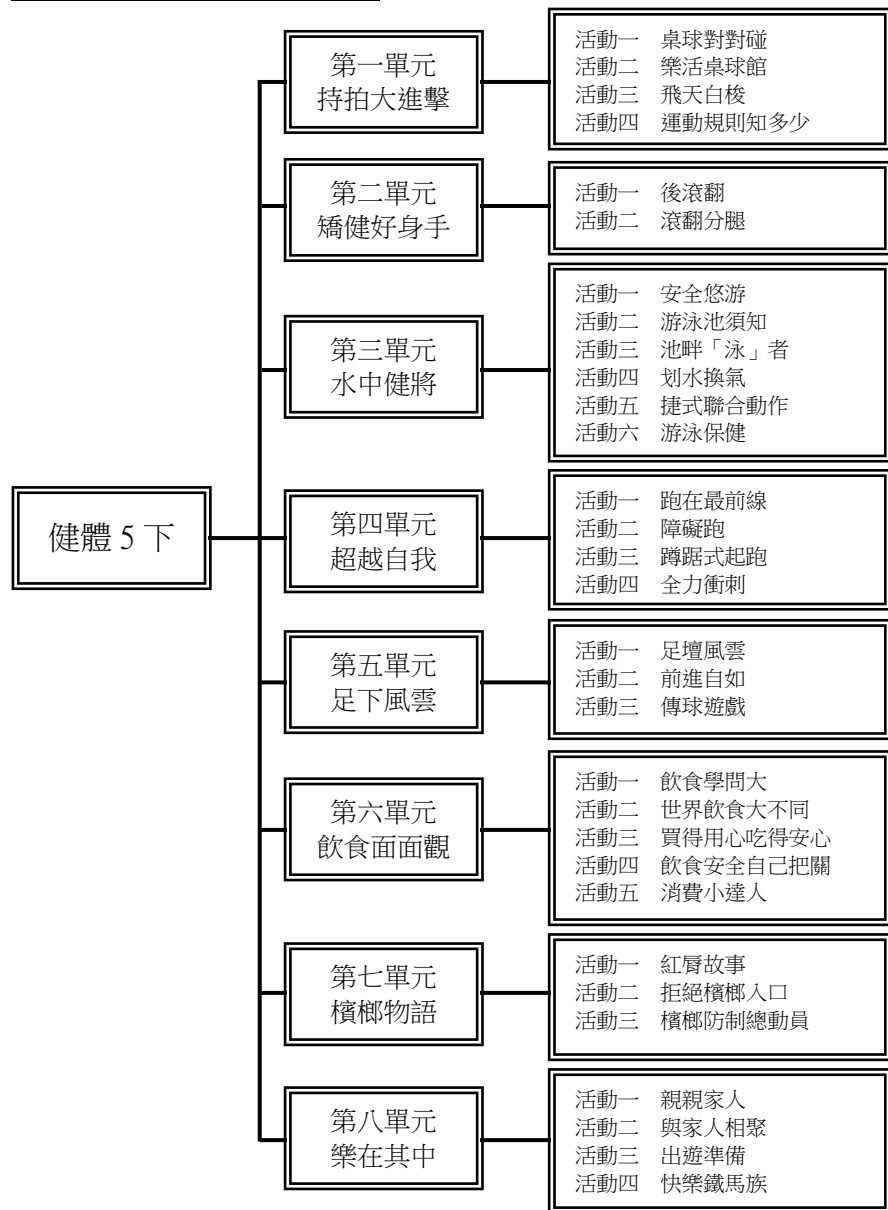 健體 5 下
第一單元
持拍大進擊
活動一 桌球對對碰
活動二 樂活桌球館
活動三 飛天白梭
活動四 運動規則知多少
第二單元
矯健好身手
活動一 後滾翻
活動二 滾翻分腿
第三單元
水中健將
活動一 安全悠游
活動二 游泳池須知
活動三 池畔「泳」者
活動四 划水換氣
活動五 捷式聯合動作
活動六 游泳保健
第四單元
超越自我
活動一 跑在最前線
活動二 障礙跑
活動三 蹲踞式起跑
活動四 全力衝刺
第五單元
足下風雲
活動一 足壇風雲
活動二 前進自如
活動三 傳球遊戲
第六單元
飲食面面觀
活動一 飲食學問大
活動二 世界飲食大不同
活動三 買得用心吃得安心
活動四 飲食安全自己把關
活動五 消費小達人
第七單元
檳榔物語
活動一 紅脣故事
活動二 拒絕檳榔入口
活動三 檳榔防制總動員
第八單元
樂在其中
活動一 親親家人
活動二 與家人相聚
活動三 出遊準備
活動四 快樂鐵馬族